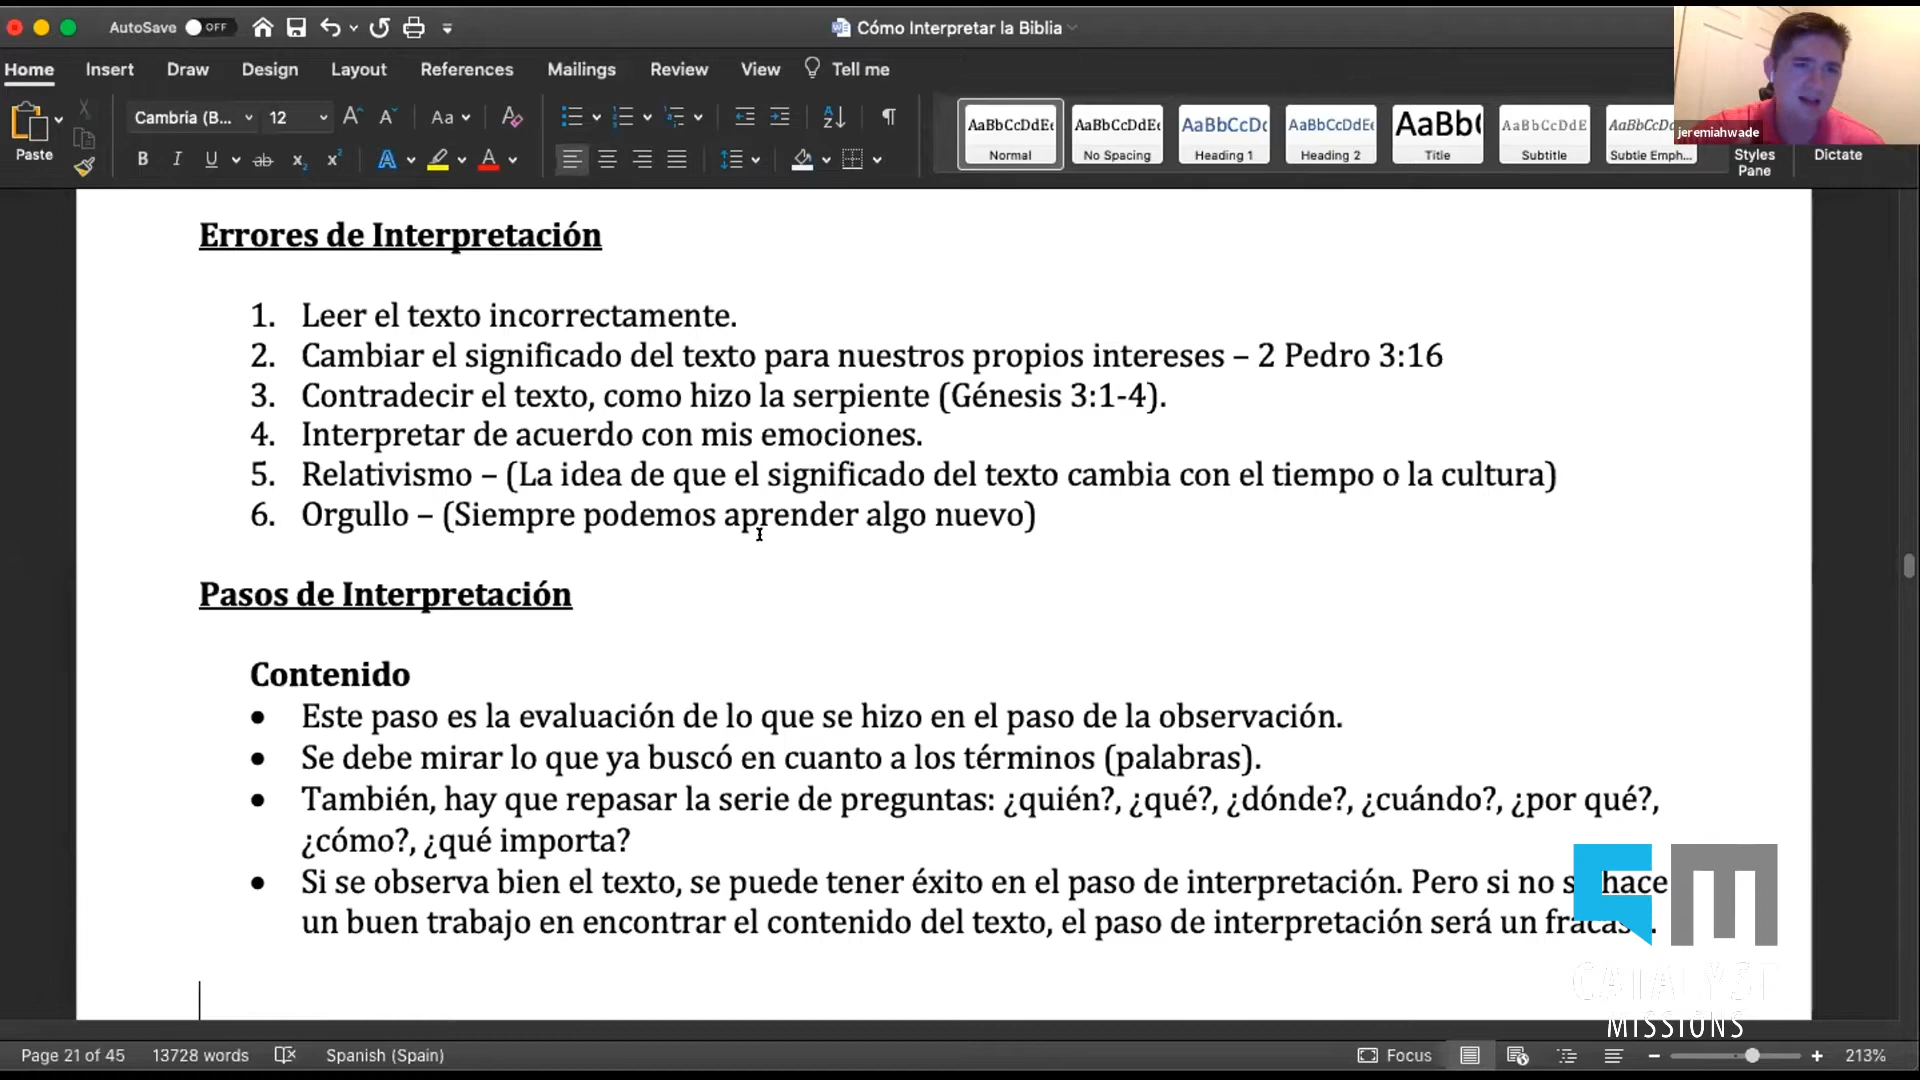 AutoSave OFF
Cómo Interpretar la Biblia
Home Insert Draw Design Layout References Mailings Review View Tell me
jeremiahwade
Paste
Cambria (B... 12
Aa
B I U ab x₂ x² A A
AaBbCcDdEe AaBbCcDdEe AaBbCcDc AaBbCcDdEe AaBb( AaBbCcDdE AaBbCcDc
Normal No Spacing Heading 1 Heading 2 Title Subtitle Subtle Emph...
Styles Pane
Dictate
Errores de Interpretación
1. Leer el texto incorrectamente.
2. Cambiar el significado del texto para nuestros propios intereses – 2 Pedro 3:16
3. Contradecir el texto, como hizo la serpiente (Génesis 3:1-4).
4. Interpretar de acuerdo con mis emociones.
5. Relativismo – (La idea de que el significado del texto cambia con el tiempo o la cultura)
6. Orgullo – (Siempre podemos aprender algo nuevo)
Pasos de Interpretación
Contenido
• Este paso es la evaluación de lo que se hizo en el paso de la observación.
• Se debe mirar lo que ya buscó en cuanto a los términos (palabras).
• También, hay que repasar la serie de preguntas: ¿quién?, ¿qué?, ¿dónde?, ¿cuándo?, ¿por qué?,
¿cómo?, ¿qué importa?
• Si se observa bien el texto, se puede tener éxito en el paso de interpretación. Pero si no s hace
un buen trabajo en encontrar el contenido del texto, el paso de interpretación será un fracas .
CATALYST
MISSIONS
Page 21 of 45 13728 words Spanish (Spain) Focus 213%